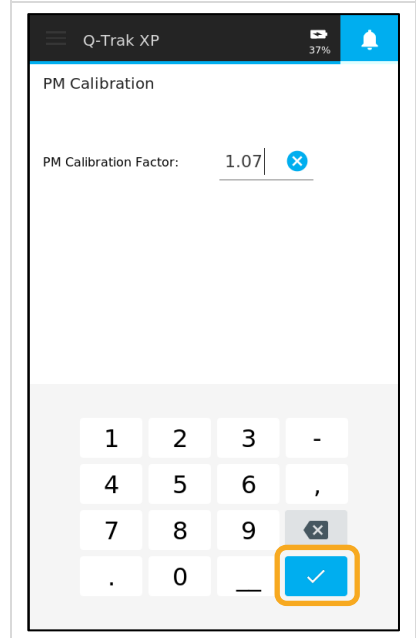 Q-Trak XP
37%
PM Calibration
PM Calibration Factor: 1.07
1 2 3 -
4 5 6 ,
7 8 9
. 0 _